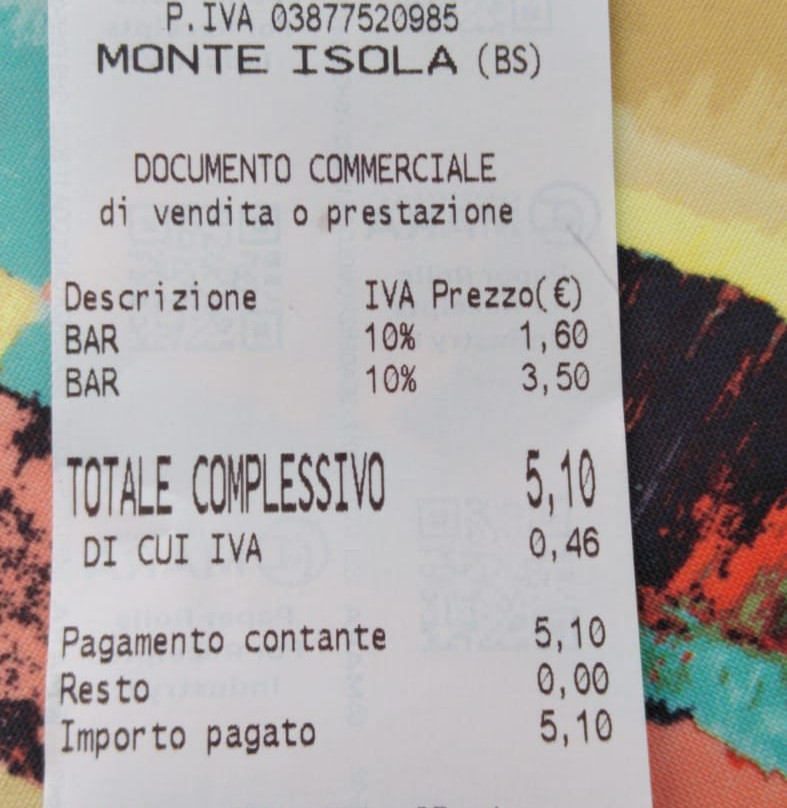 P.IVA 03877520985
MONTE ISOLA (BS)
DOCUMENTO COMMERCIALE
di vendita o prestazione
Descrizione IVA Prezzo(€)
BAR 10% 1,60
BAR 10% 3,50
TOTALE COMPLESSIVO 5,10
DI CUI IVA 0,46
Pagamento contante 5,10
Resto 0,00
Importo pagato 5,10